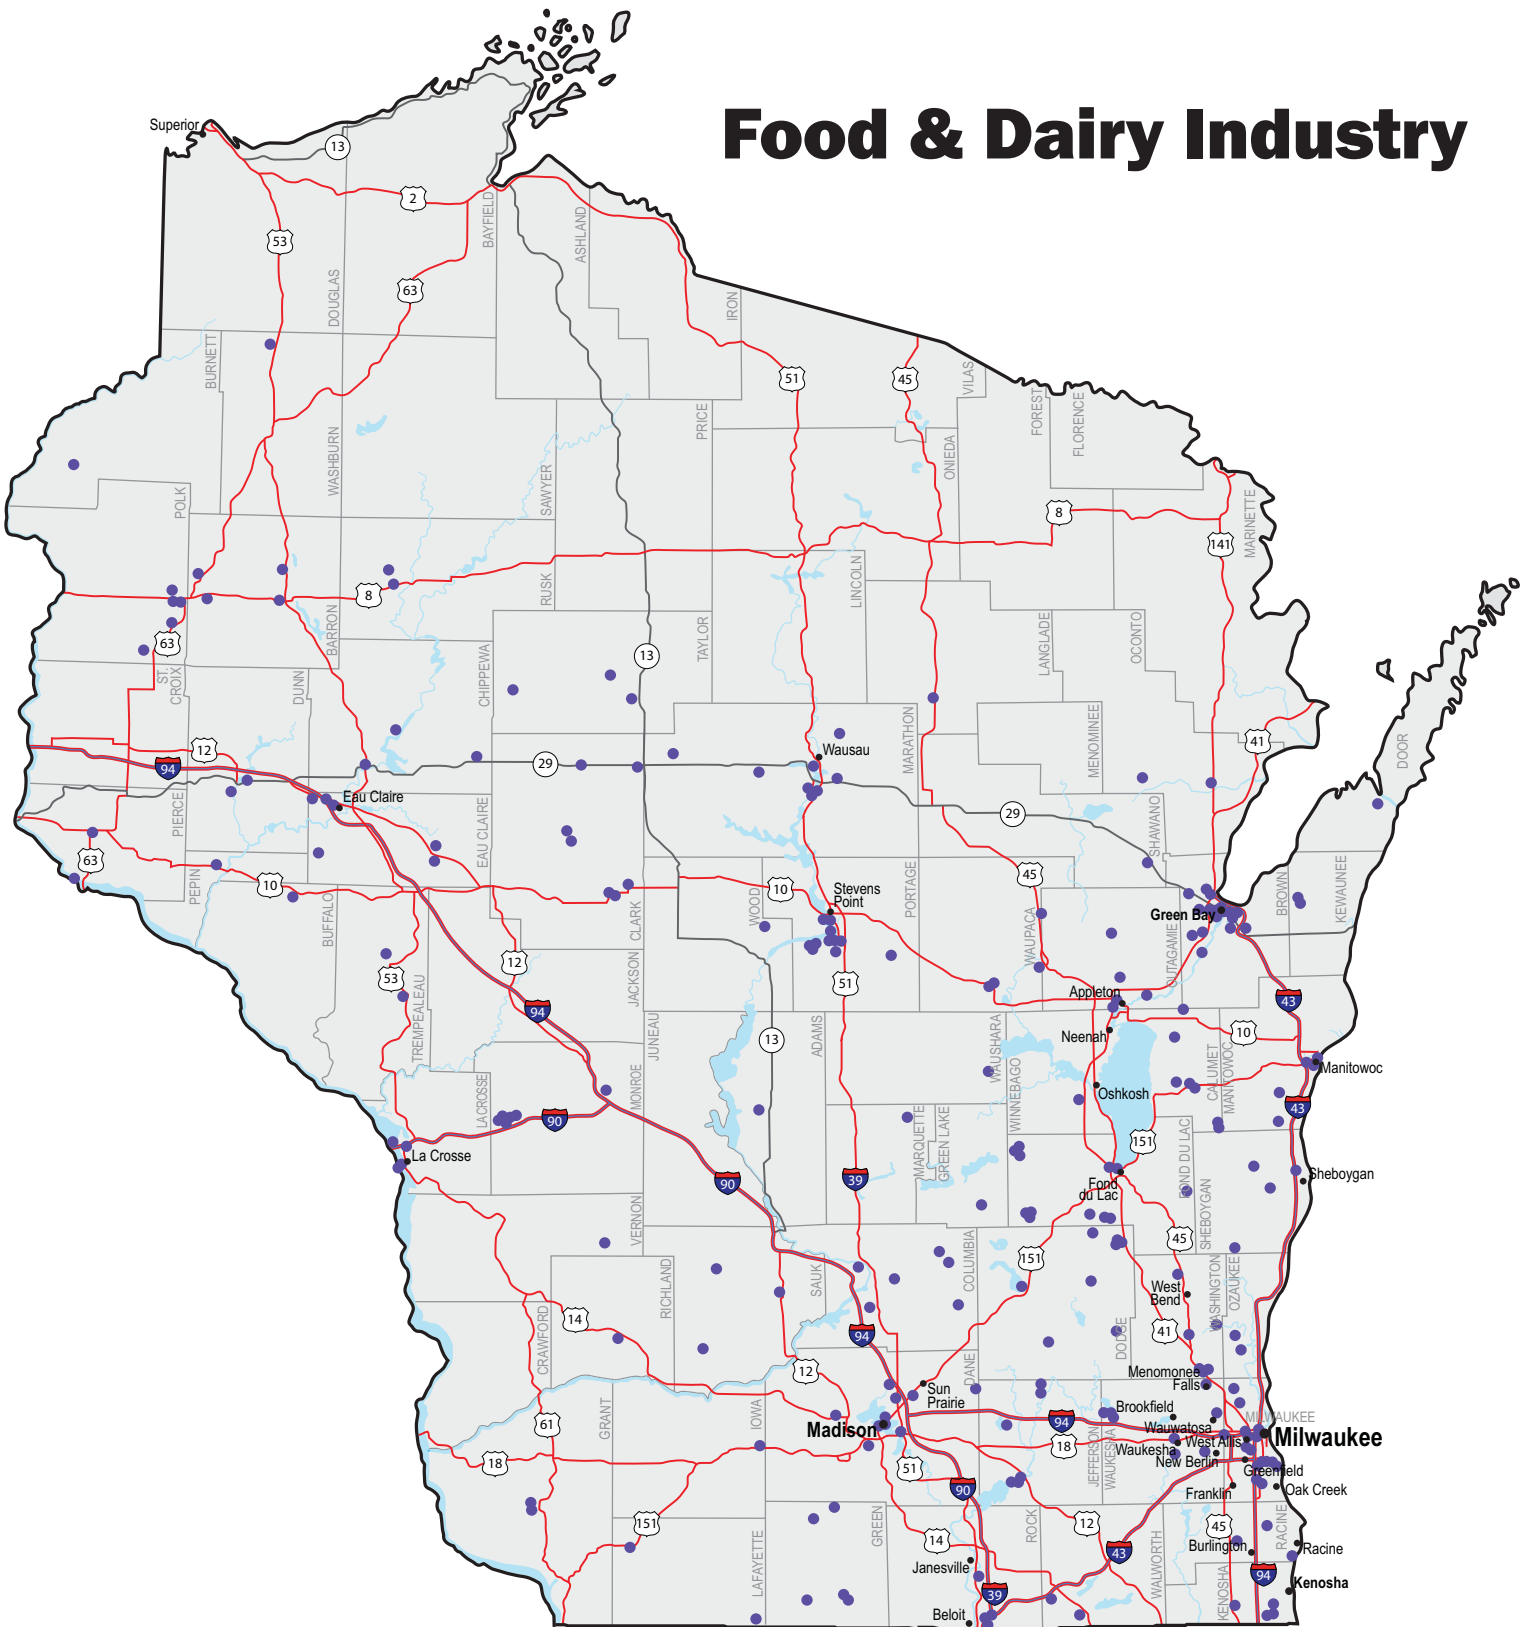 Food & Dairy Industry
Superior
13
2
53
BAYFIELD
ASHLAND
DOUGLAS
63
IRON
BURNETT
51
45
VILAS
FOREST
FLORENCE
PRICE
WASHBURN
ONIEDA
SAWYER
POLK
8
MARINETTE
141
RUSK
LINCOLN
8
BARRON
TAYLOR
LANGLADE
OCONTO
63
13
ST.
CROIX
DUNN
CHIPPEWA
MARATHON
MENOMINEE
41
DOOR
12
94
29
Wausau
Eau Claire
PIERCE
EAU CLAIRE
29
SHAWANO
63
10
PEPIN
BUFFALO
CLARK
WOOD
10
Stevens
Point
PORTAGE
45
BROWN
KEWAUNEE
Green Bay
WAUPACA
OUTAGAMIE
12
53
TREMPEALEAU
JACKSON
51
Appleton
43
94
JUNEAU
13
ADAMS
WAUSHARA
Neenah
10
CALUMET
MANITOWOC
Manitowoc
WINNEBAGO
Oshkosh
LA CROSSE
90
MONROE
43
MARQUETTE
GREEN LAKE
151
FOND DU LAC
La Crosse
90
39
Fond
du Lac
Sheboygan
VERNON
SHEBOYGAN
45
151
COLUMBIA
SAUK
RICHLAND
West
Bend
WASHINGTON
OZAUKEE
14
CRAWFORD
94
41
DODGE
12
DANE
Menomonee
Falls
Sun
Prairie
61
GRANT
IOWA
Madison
94
Brookfield
MILWAUKEE
Wauwatosa
Milwaukee
18
18
JEFFERSON
WAUKESHA
Waukesha
West Allis
New Berlin
Greenfield
51
90
Franklin
Oak Creek
151
LAFAYETTE
GREEN
14
ROCK
12
WALWORTH
45
RACINE
Burlington
Racine
43
Janesville
94
KENOSHA
Kenosha
39
Beloit